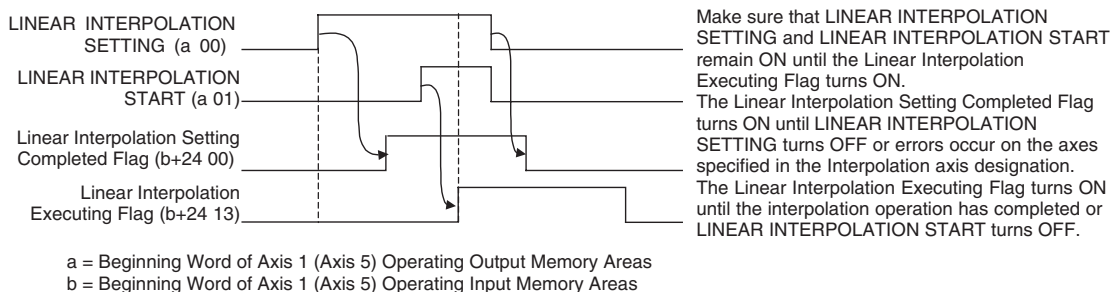 LINEAR INTERPOLATION
SETTING (a 00)
LINEAR INTERPOLATION
START (a 01)
Linear Interpolation Setting
Completed Flag (b+24 00)
Linear Interpolation
Executing Flag (b+24 13)
Make sure that LINEAR INTERPOLATION
SETTING and LINEAR INTERPOLATION START
remain ON until the Linear Interpolation
Executing Flag turns ON.
The Linear Interpolation Setting Completed Flag
turns ON until LINEAR INTERPOLATION
SETTING turns OFF or errors occur on the axes
specified in the Interpolation axis designation.
The Linear Interpolation Executing Flag turns ON
until the interpolation operation has completed or
LINEAR INTERPOLATION START turns OFF.
a = Beginning Word of Axis 1 (Axis 5) Operating Output Memory Areas
b = Beginning Word of Axis 1 (Axis 5) Operating Input Memory Areas